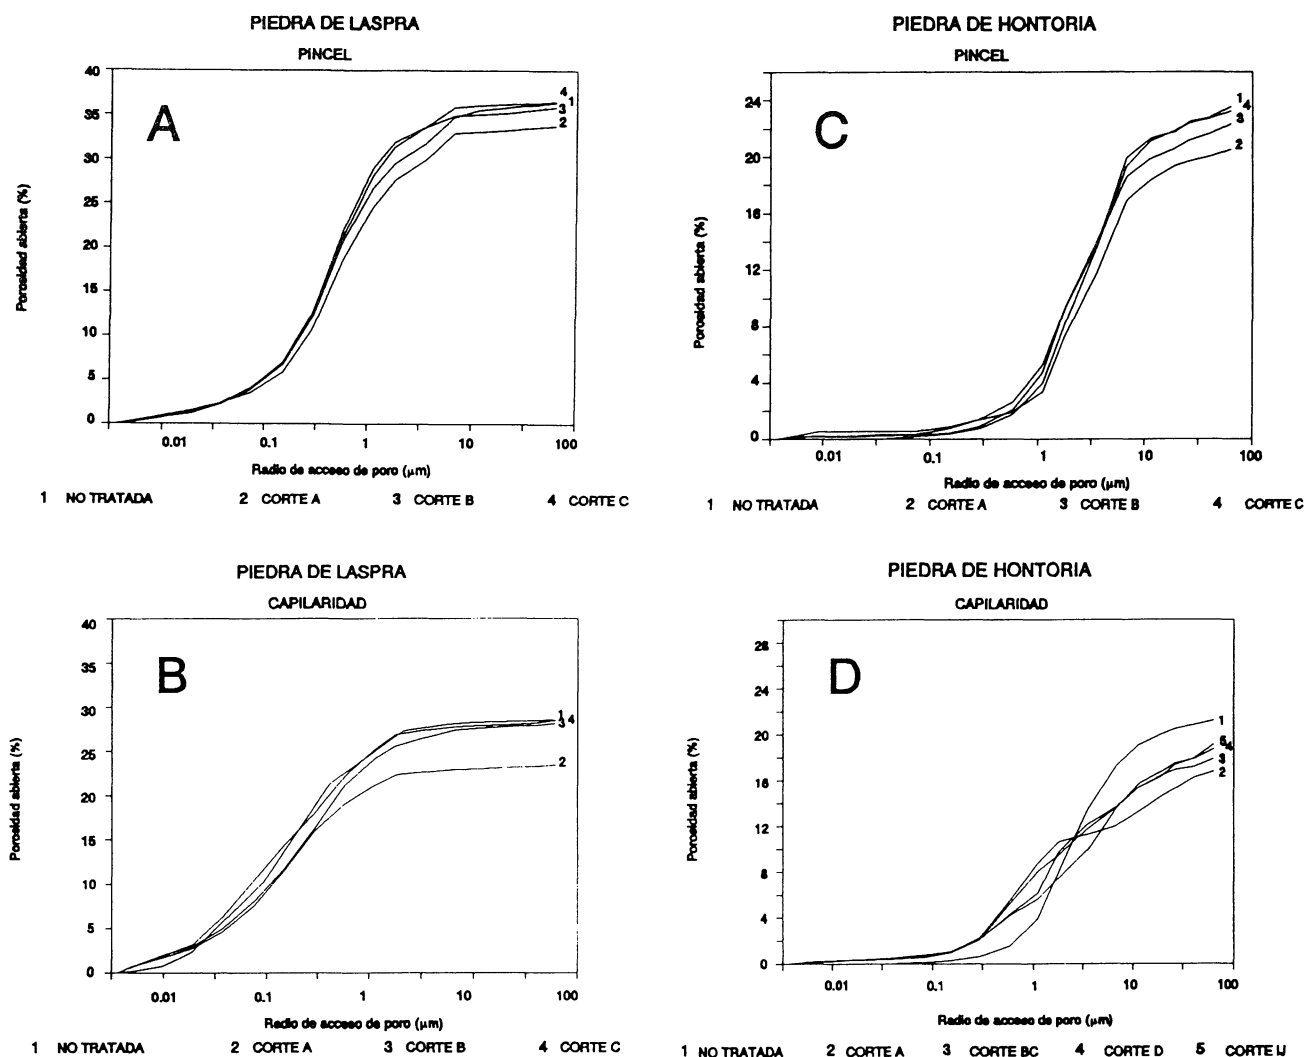 PIEDRA DE LASPRA
PINCEL
A
Porosidad abierta (%)
40
35
30
25
20
15
10
5
0
4
1
3
2
0.01 0.1 1 10 100
Radio de acceso de poro (μm)
1 NO TRATADA 2 CORTE A 3 CORTE B 4 CORTE C
PIEDRA DE HONTORIA
PINCEL
C
Porosidad abierta (%)
24
20
16
12
8
4
0
1
4
3
2
0.01 0.1 1 10 100
Radio de acceso de poro (μm)
1 NO TRATADA 2 CORTE A 3 CORTE B 4 CORTE C
PIEDRA DE LASPRA
CAPILARIDAD
B
Porosidad abierta (%)
40
35
30
25
20
15
10
5
0
1
3 4
2
0.01 0.1 1 10 100
Radio de acceso de poro (μm)
1 NO TRATADA 2 CORTE A 3 CORTE B 4 CORTE C
PIEDRA DE HONTORIA
CAPILARIDAD
D
Porosidad abierta (%)
28
24
20
16
12
8
4
0
1
5
4
3
2
0.01 0.1 1 10 100
Radio de acceso de poro (μm)
1 NO TRATADA 2 CORTE A 3 CORTE BC 4 CORTE D 5 CORTE IJ